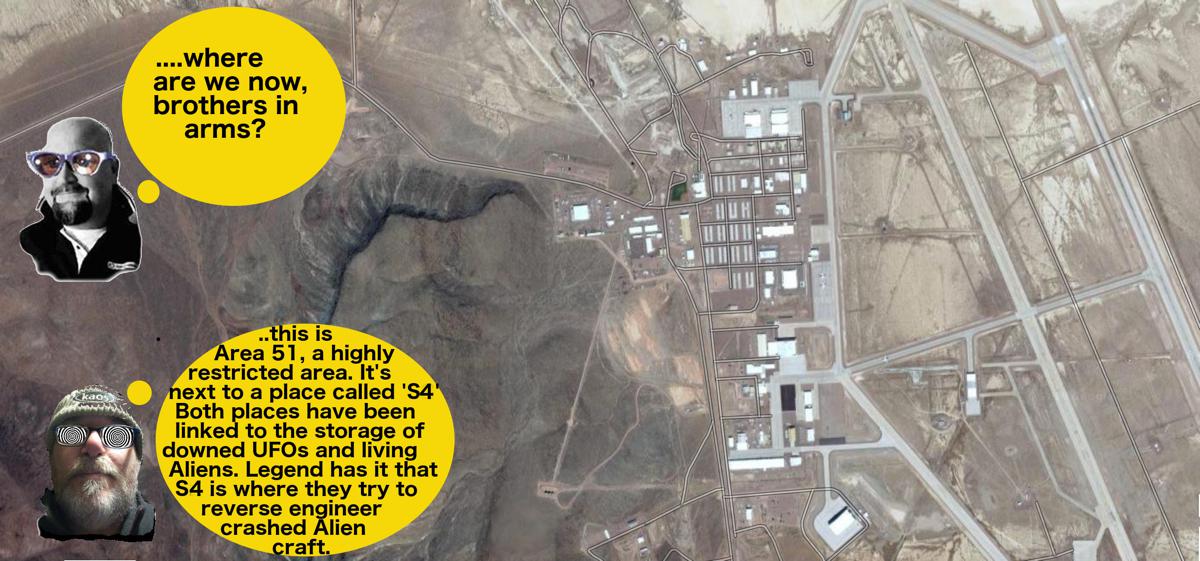 ....where
are we now,
brothers in
arms?
..this is
Area 51, a highly
restricted area. It's
next to a place called 'S4'
Both places have been
linked to the storage of
downed UFOs and living
Aliens. Legend has it that
S4 is where they try to
reverse engineer
crashed Alien
craft.
kaos